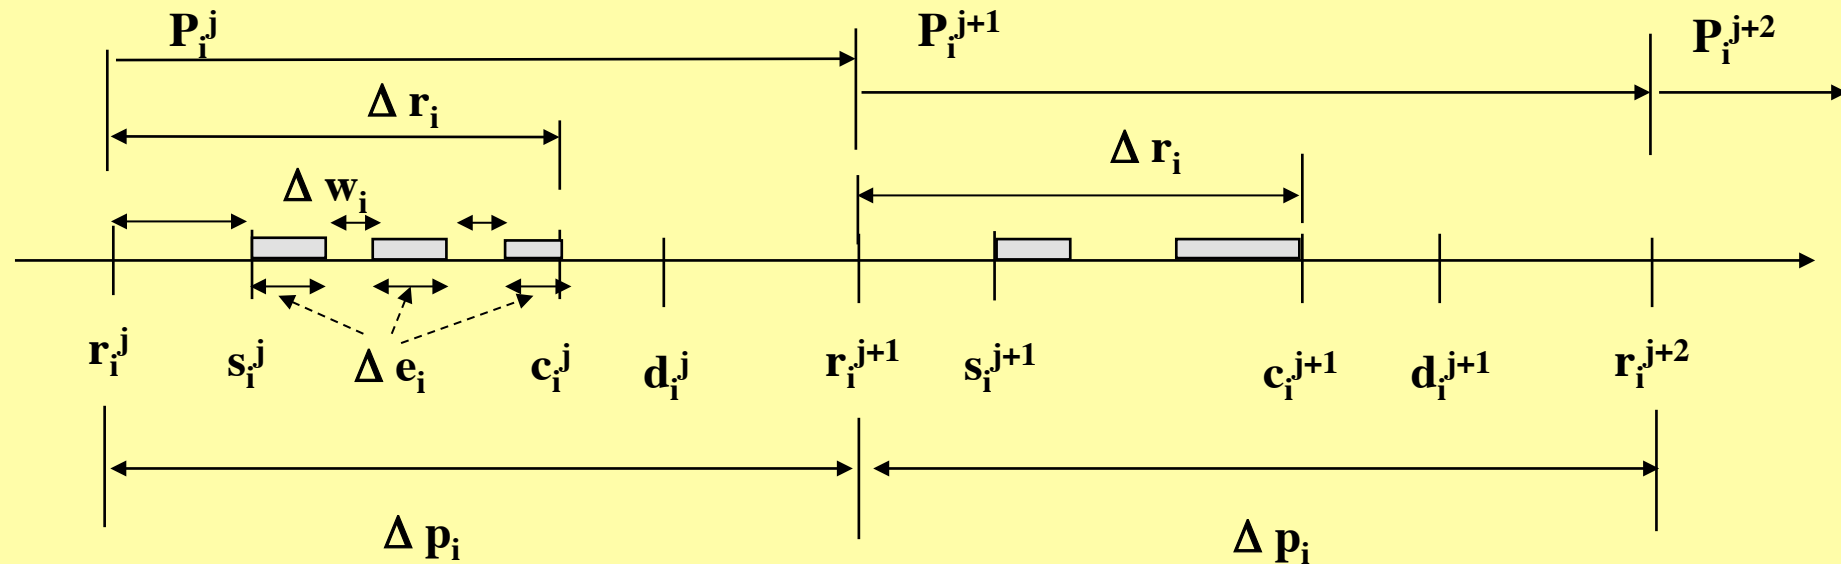 P_i^j P_i^{j+1} P_i^{j+2}
Δ r_i
Δ r_i
Δ w_i
r_i^j s_i^j Δ e_i c_i^j d_i^j r_i^{j+1} s_i^{j+1} c_i^{j+1} d_i^{j+1} r_i^{j+2}
Δ p_i Δ p_i